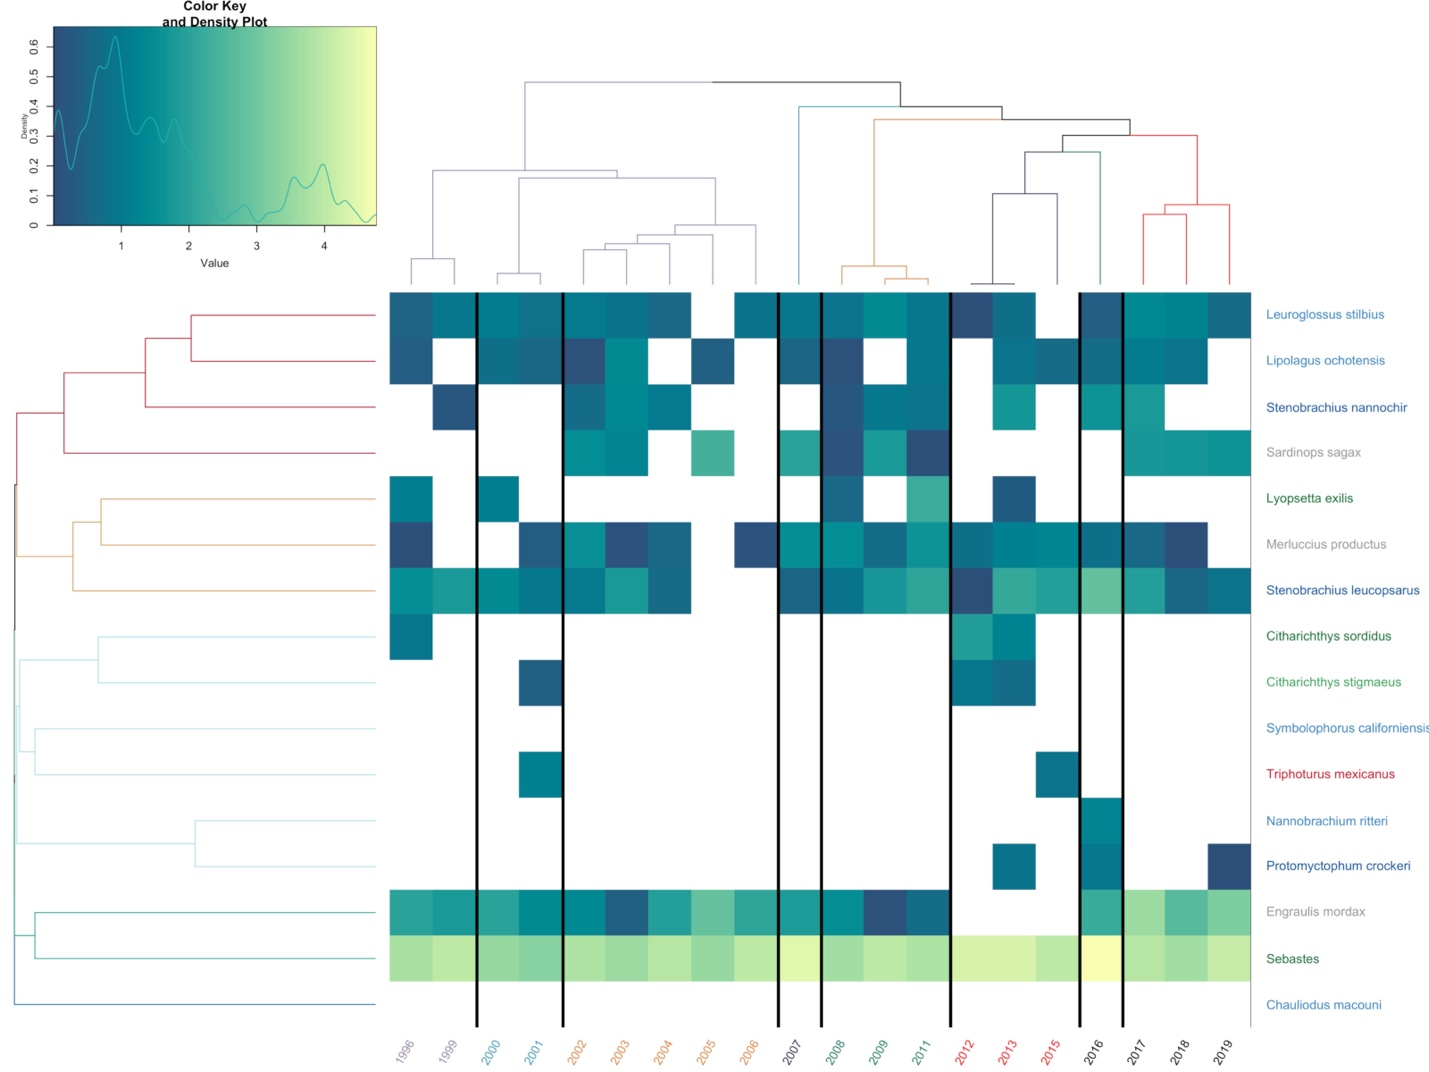 Color Key
and Density Plot
Density
0 0.1 0.2 0.3 0.4 0.5 0.6
1 2 3 4
Value
Leuroglossus stilbius
Lipolagus ochotensis
Stenobrachius nannochir
Sardinops sagax
Lyopsetta exilis
Merluccius productus
Stenobrachius leucopsarus
Citharichthys sordidus
Citharichthys stigmaeus
Symbolophorus californiensis
Triphoturus mexicanus
Nannobrachium ritteri
Protomyctophum crockeri
Engraulis mordax
Sebastes
Chauliodus macouni
1996 1999 2000 2001 2002 2003 2004 2005 2006 2007 2008 2009 2011 2012 2013 2015 2016 2017 2018 2019